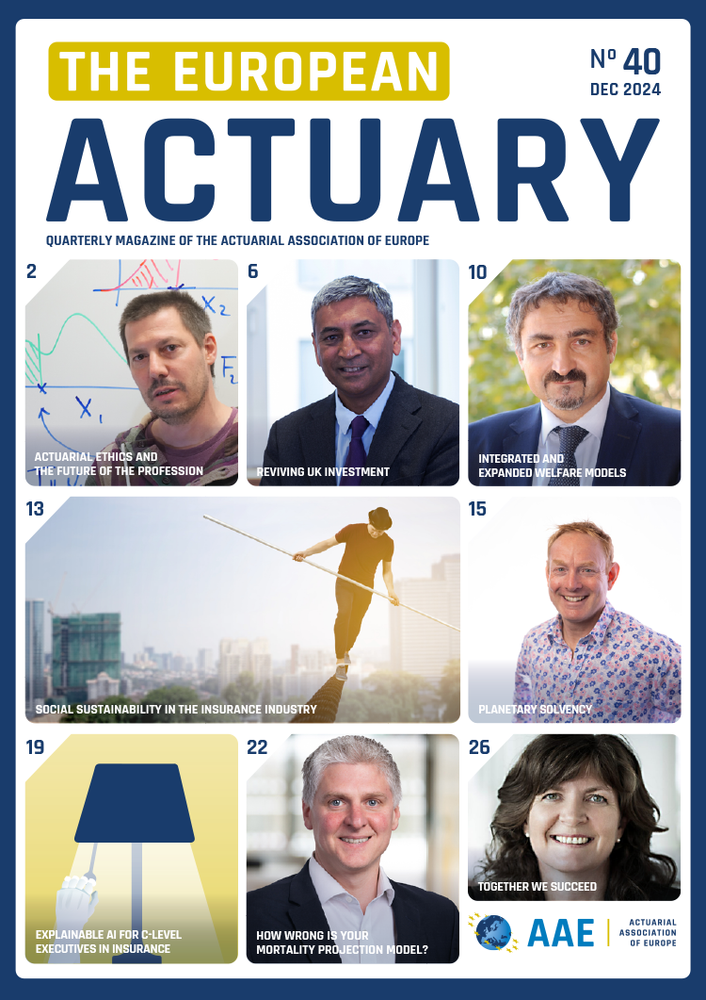 THE EUROPEAN
Nº 40
DEC 2024
ACTUARY
QUARTERLY MAGAZINE OF THE ACTUARIAL ASSOCIATION OF EUROPE
2
X₂
F₂
X₁
ACTUARIAL ETHICS AND
THE FUTURE OF THE PROFESSION
6
REVIVING UK INVESTMENT
10
INTEGRATED AND
EXPANDED WELFARE MODELS
13
SOCIAL SUSTAINABILITY IN THE INSURANCE INDUSTRY
15
PLANETARY SOLVENCY
19
EXPLAINABLE AI FOR C-LEVEL
EXECUTIVES IN INSURANCE
22
HOW WRONG IS YOUR
MORTALITY PROJECTION MODEL?
26
TOGETHER WE SUCCEED
AAE
ACTUARIAL
ASSOCIATION
OF EUROPE